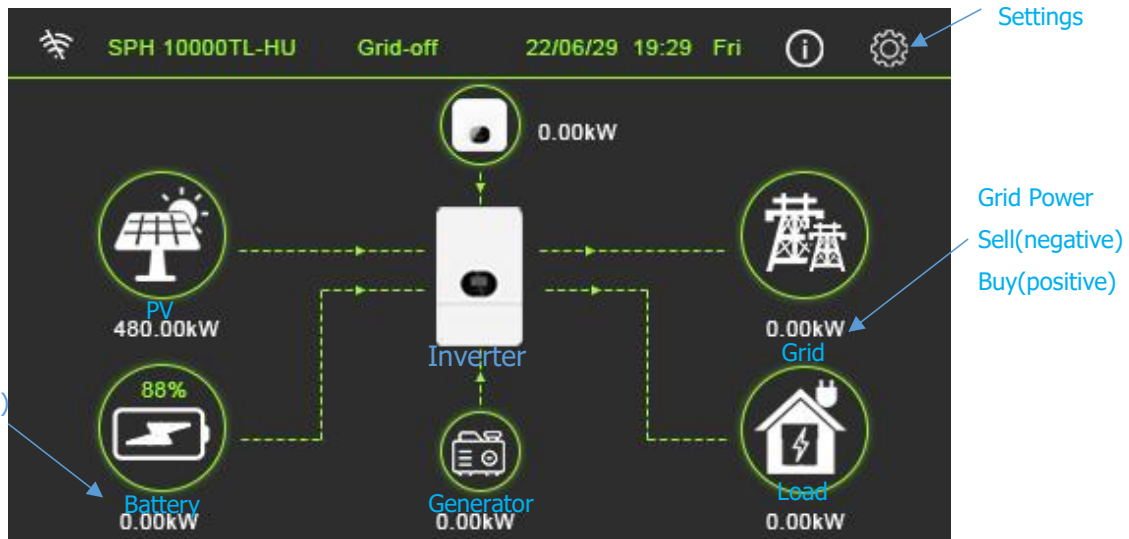 Settings
SPH 10000TL-HU Grid-off 22/06/29 19:29 Fri
0.00kW
Grid Power
Sell(negative)
Buy(positive)
PV
480.00kW
Inverter
0.00kW
Grid
88%
)
Battery
0.00kW
Generator
0.00kW
Load
0.00kW